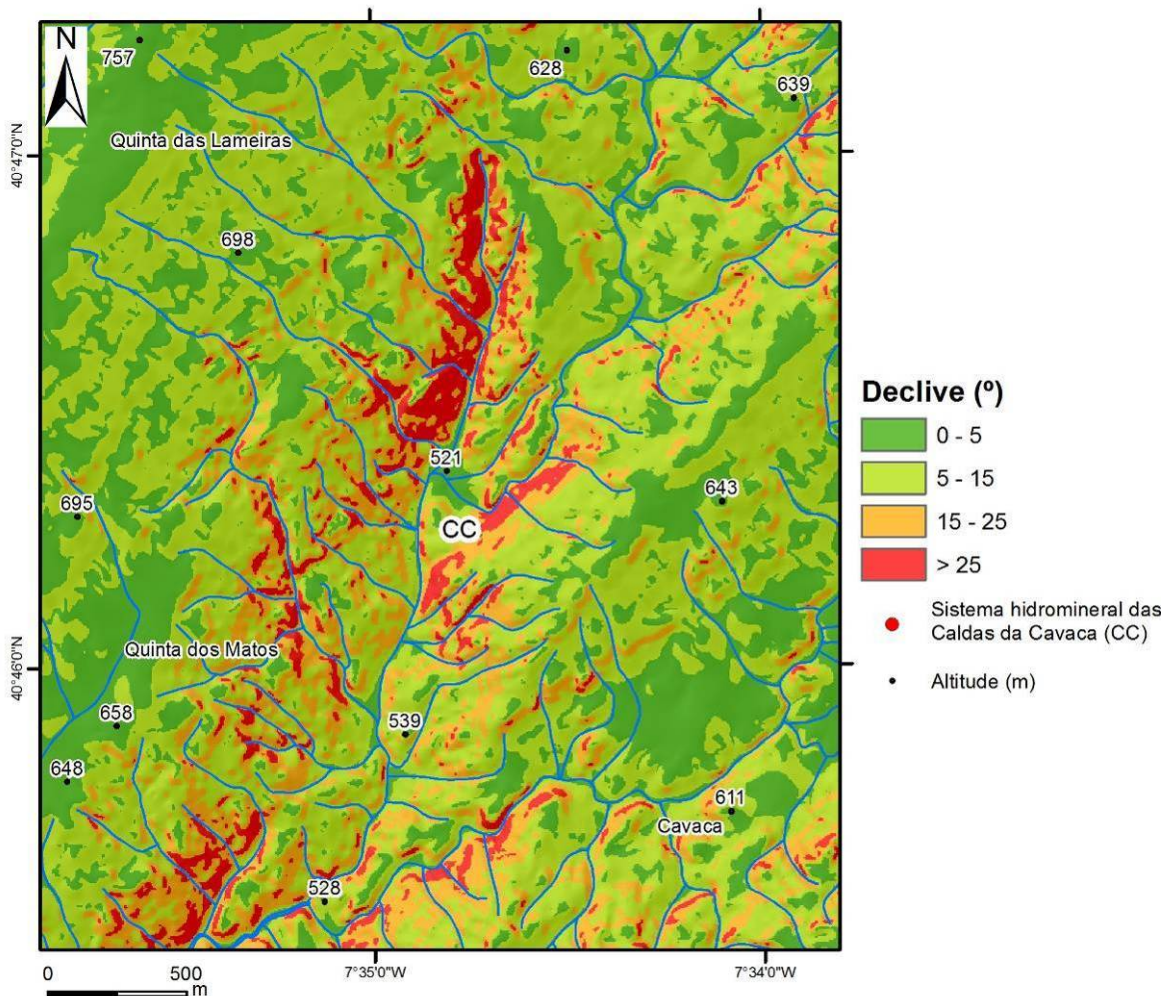 N
757
628
639
Quinta das Lameiras
40°47'0"N
698
521
695
643
CC
Quinta dos Matos
40°46'0"N
658
539
648
611
Cavaca
528
0 500
m
7°35'0"W
7°34'0"W
Declive (º)
0 - 5
5 - 15
15 - 25
> 25
Sistema hidromineral das
Caldas da Cavaca (CC)
Altitude (m)